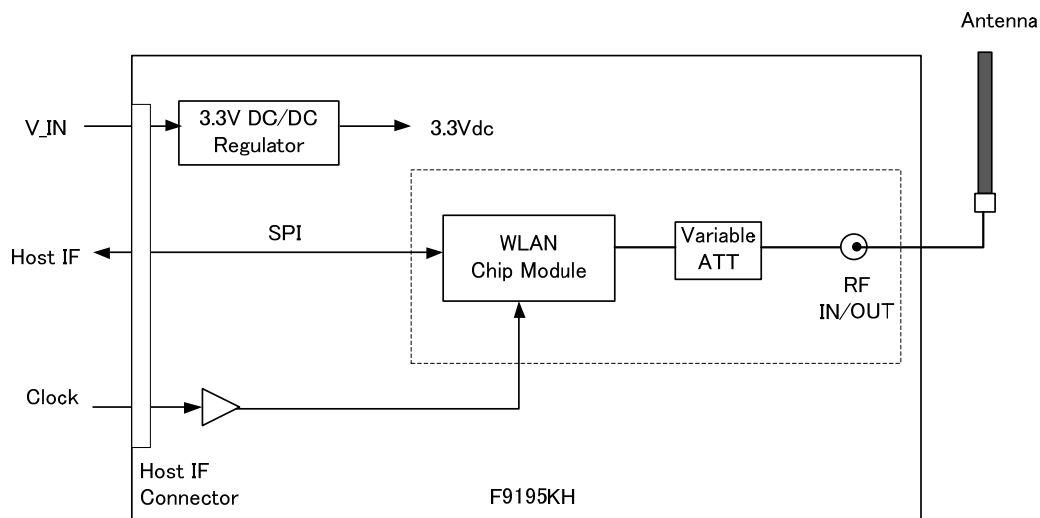 Antenna
V_IN
3.3V DC/DC
Regulator
3.3Vdc
Host IF
SPI
WLAN
Chip Module
Variable
ATT
RF
IN/OUT
Clock
Host IF
Connector
F9195KH